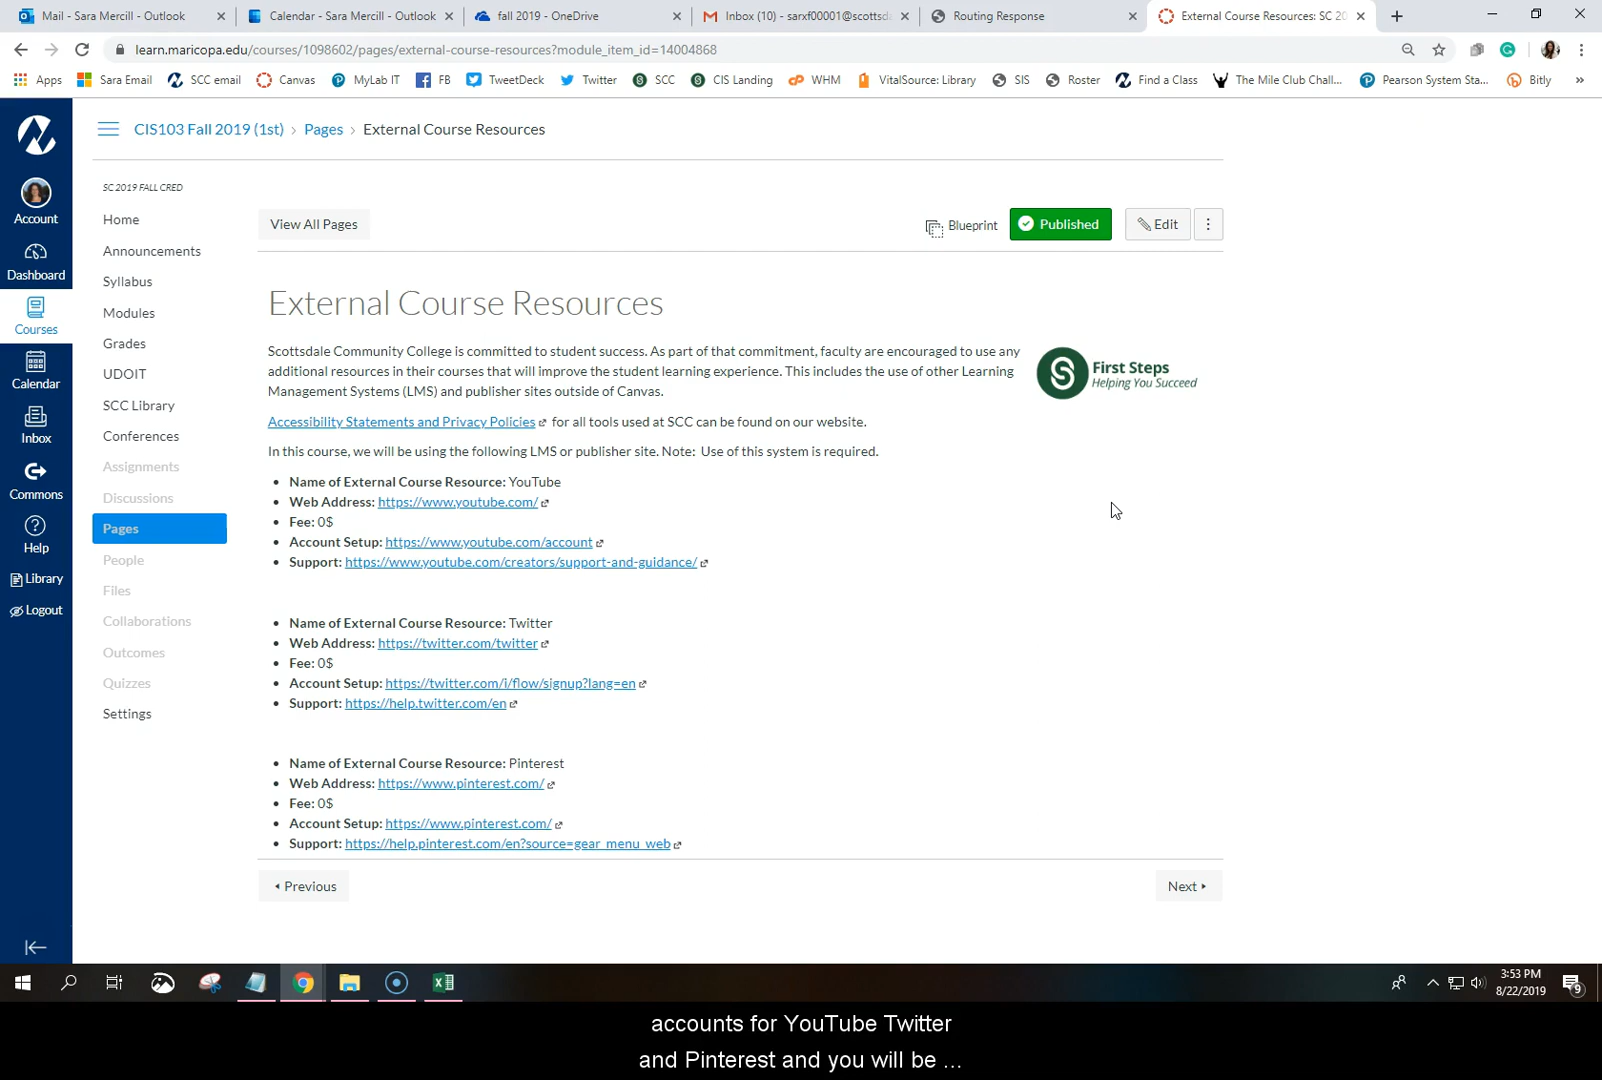 Mail - Sara Mercill - Outlook
Calendar - Sara Mercill - Outlook
fall 2019 - OneDrive
Inbox (10) - sarxf00001@scottsd
Routing Response
External Course Resources: SC 20
learn.maricopa.edu/courses/1098602/pages/external-course-resources?module_item_id=14004868
Apps
Sara Email
SCC email
Canvas
MyLab IT
FB
TweetDeck
Twitter
SCC
CIS Landing
WHM
VitalSource: Library
SIS
Roster
Find a Class
The Mile Club Chall...
Pearson System Sta...
Bitly
»
CIS103 Fall 2019 (1st) › Pages › External Course Resources
Account
Dashboard
Courses
Calendar
Inbox
Commons
Help
Library
Logout
SC 2019 FALL CRED
Home
Announcements
Syllabus
Modules
Grades
UDOIT
SCC Library
Conferences
Assignments
Discussions
Pages
People
Files
Collaborations
Outcomes
Quizzes
Settings
View All Pages
Blueprint
Published
Edit
External Course Resources
Scottsdale Community College is committed to student success. As part of that commitment, faculty are encouraged to use any
additional resources in their courses that will improve the student learning experience. This includes the use of other Learning
Management Systems (LMS) and publisher sites outside of Canvas.
First Steps
Helping You Succeed
Accessibility Statements and Privacy Policies for all tools used at SCC can be found on our website.
In this course, we will be using the following LMS or publisher site. Note: Use of this system is required.
• Name of External Course Resource: YouTube
• Web Address: https://www.youtube.com/
• Fee: 0$
• Account Setup: https://www.youtube.com/account
• Support: https://www.youtube.com/creators/support-and-guidance/
• Name of External Course Resource: Twitter
• Web Address: https://twitter.com/twitter
• Fee: 0$
• Account Setup: https://twitter.com/i/flow/signup?lang=en
• Support: https://help.twitter.com/en
• Name of External Course Resource: Pinterest
• Web Address: https://www.pinterest.com/
• Fee: 0$
• Account Setup: https://www.pinterest.com/
• Support: https://help.pinterest.com/en?source=gear_menu_web
Previous
Next
3:53 PM
8/22/2019
9
accounts for YouTube Twitter
and Pinterest and you will be ...